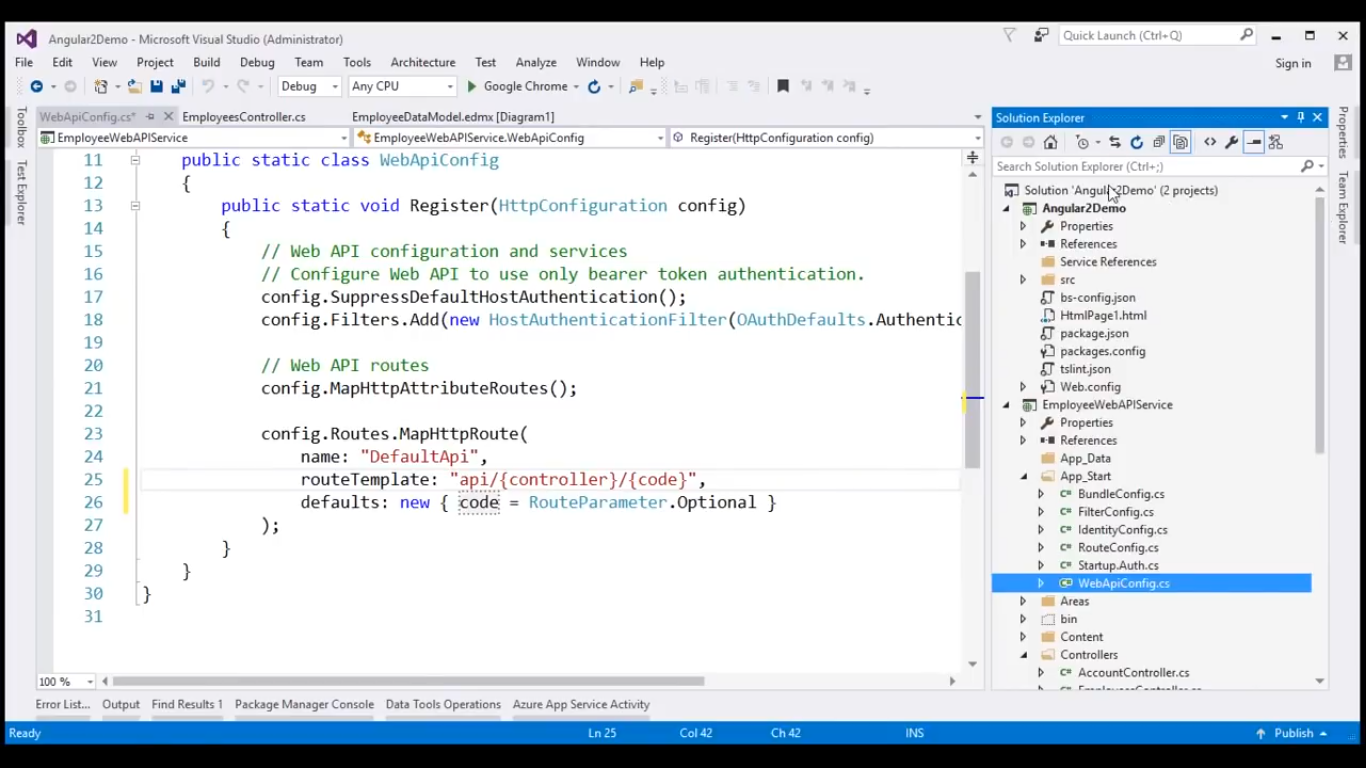 Angular2Demo - Microsoft Visual Studio (Administrator)
Quick Launch (Ctrl+Q)
File Edit View Project Build Debug Team Tools Architecture Test Analyze Window Help
Sign in
Debug Any CPU Google Chrome
WebApiConfig.cs* EmployeesController.cs EmployeeDataModel.edmx [Diagram1]
EmployeeWebAPIService EmployeeWebAPIService.WebApiConfig Register(HttpConfiguration config)
Toolbox
Test Explorer
11 public static class WebApiConfig
12 {
13 public static void Register(HttpConfiguration config)
14 {
15 // Web API configuration and services
16 // Configure Web API to use only bearer token authentication.
17 config.SuppressDefaultHostAuthentication();
18 config.Filters.Add(new HostAuthenticationFilter(OAuthDefaults.Authentic
19
20 // Web API routes
21 config.MapHttpAttributeRoutes();
22
23 config.Routes.MapHttpRoute(
24 name: "DefaultApi",
25 routeTemplate: "api/{controller}/{code}",
26 defaults: new { code = RouteParameter.Optional }
27 );
28 }
29 }
30 }
31
100 %
Solution Explorer
Search Solution Explorer (Ctrl+;)
Solution 'Angular2Demo' (2 projects)
Angular2Demo
Properties
References
Service References
src
bs-config.json
HtmlPage1.html
package.json
packages.config
tslint.json
Web.config
EmployeeWebAPIService
Properties
References
App_Data
App_Start
BundleConfig.cs
FilterConfig.cs
IdentityConfig.cs
RouteConfig.cs
Startup.Auth.cs
WebApiConfig.cs
Areas
bin
Content
Controllers
AccountController.cs
EmployeesController.cs
Properties
Team Explorer
Error List... Output Find Results 1 Package Manager Console Data Tools Operations Azure App Service Activity
Ready Ln 25 Col 42 Ch 42 INS Publish